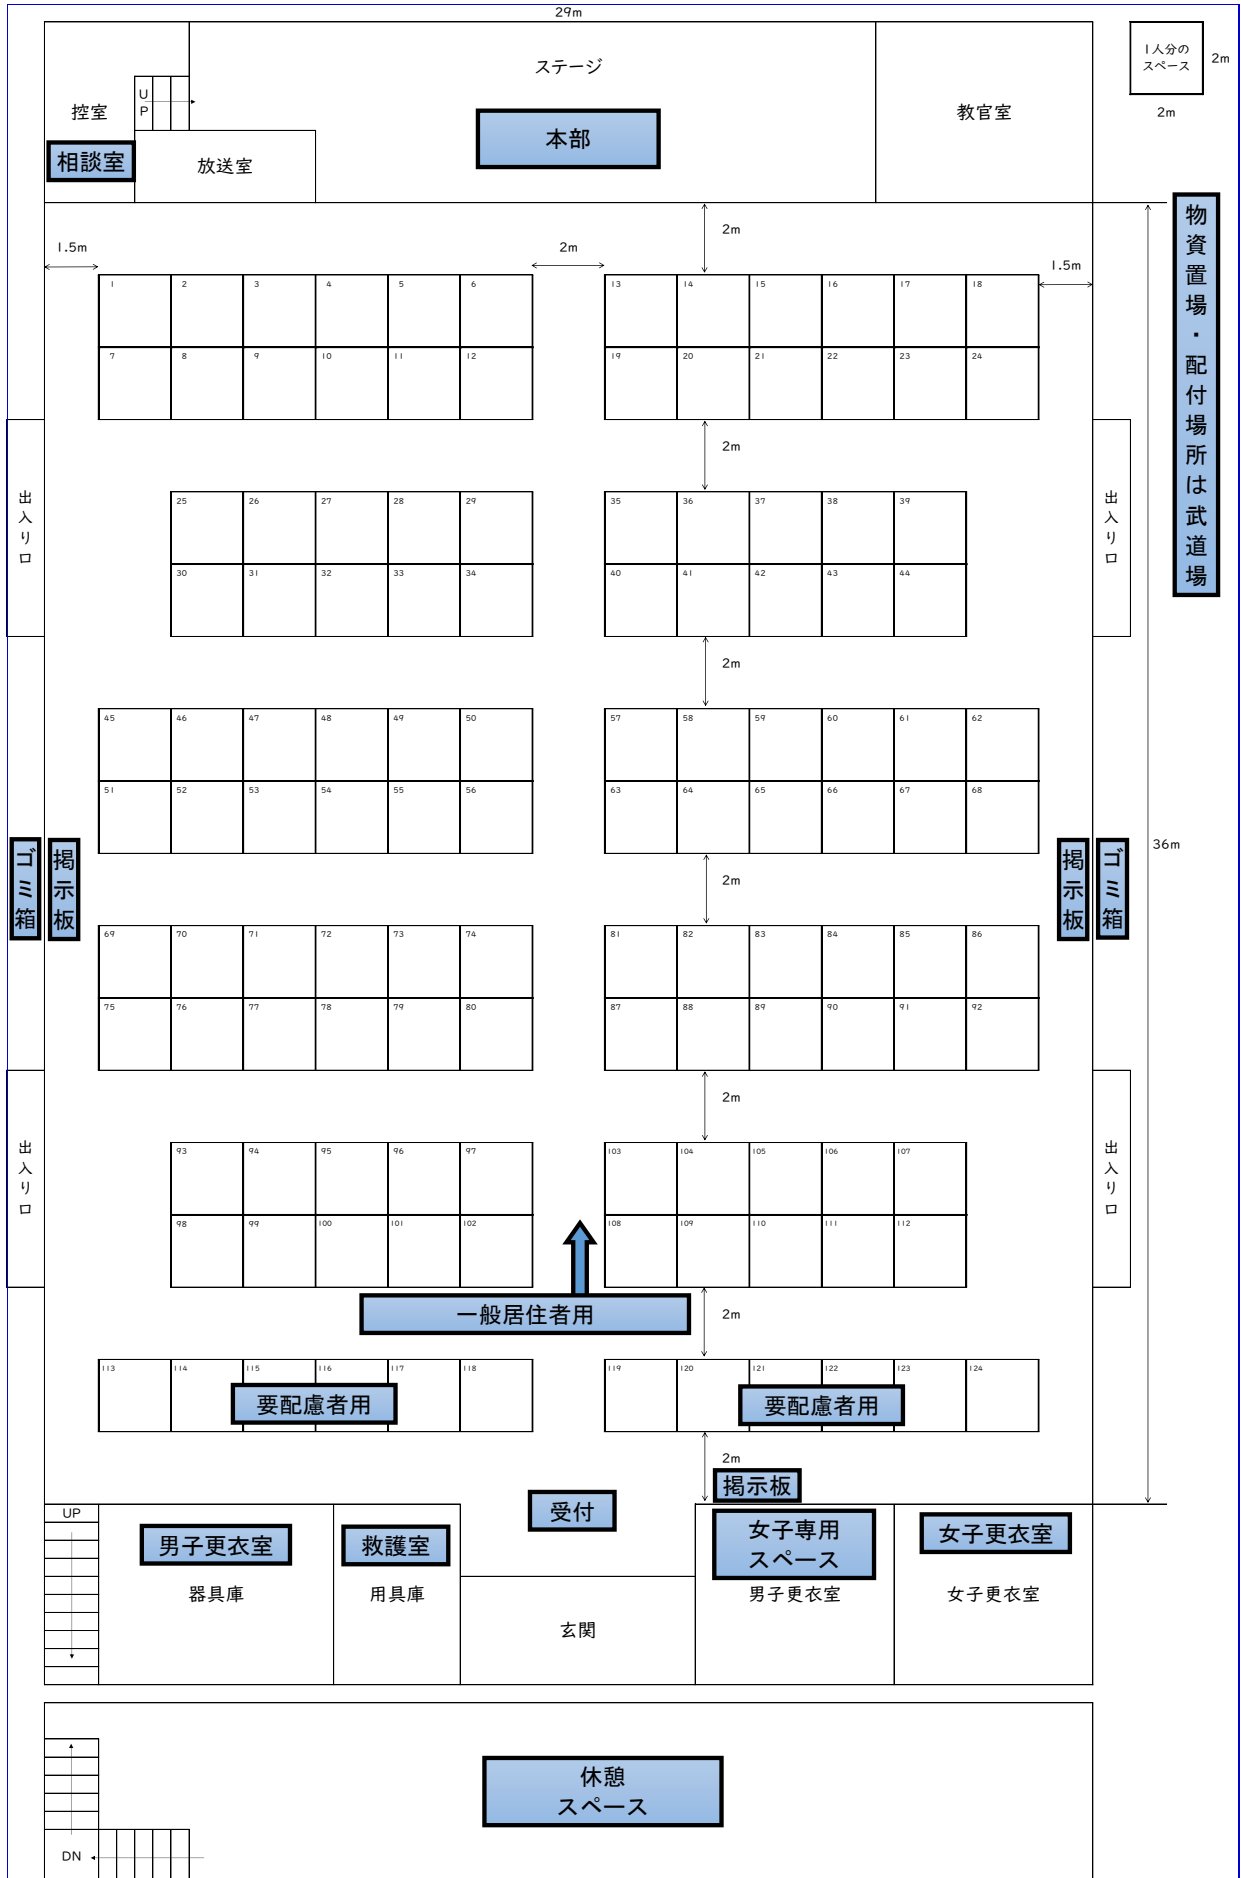 29m
1人分の
スペース
2m
2m
ステージ
本部
控室
UP
相談室
放送室
教官室
物資置場・配付場所は武道場
2m
1.5m
2m
1.5m
1 2 3 4 5 6 13 14 15 16 17 18
7 8 9 10 11 12 19 20 21 22 23 24
2m
出入り口
出入り口
25 26 27 28 29 35 36 37 38 39
30 31 32 33 34 40 41 42 43 44
2m
45 46 47 48 49 50 57 58 59 60 61 62
51 52 53 54 55 56 63 64 65 66 67 68
ゴミ箱
掲示板
2m
掲示板
ゴミ箱
36m
69 70 71 72 73 74 81 82 83 84 85 86
75 76 77 78 79 80 87 88 89 90 91 92
2m
出入り口
出入り口
93 94 95 96 97 103 104 105 106 107
98 99 100 101 102 108 109 110 111 112
一般居住者用
2m
113 114 115 116 117 118 119 120 121 122 123 124
要配慮者用
要配慮者用
2m
掲示板
受付
UP
男子更衣室
救護室
女子専用
スペース
女子更衣室
器具庫
用具庫
男子更衣室
女子更衣室
玄関
休憩
スペース
DN